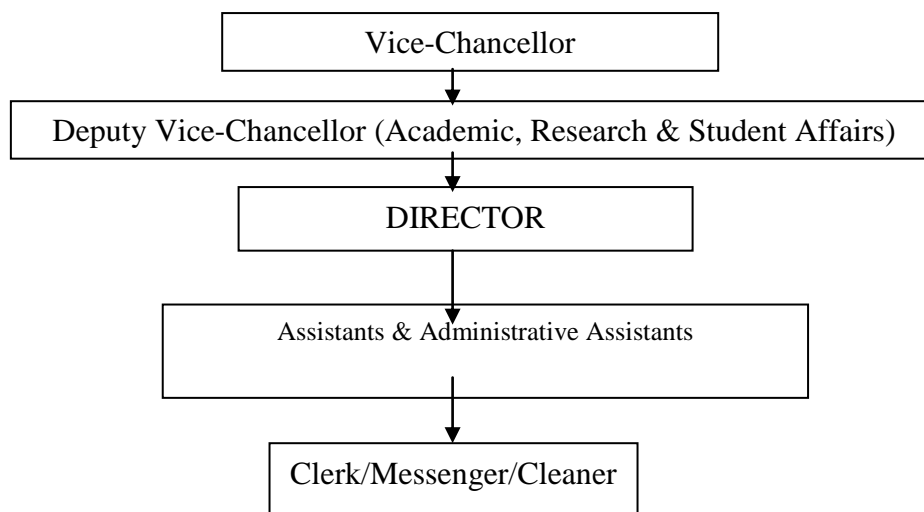 Vice-Chancellor
Deputy Vice-Chancellor (Academic, Research & Student Affairs)
DIRECTOR
Assistants & Administrative Assistants
Clerk/Messenger/Cleaner